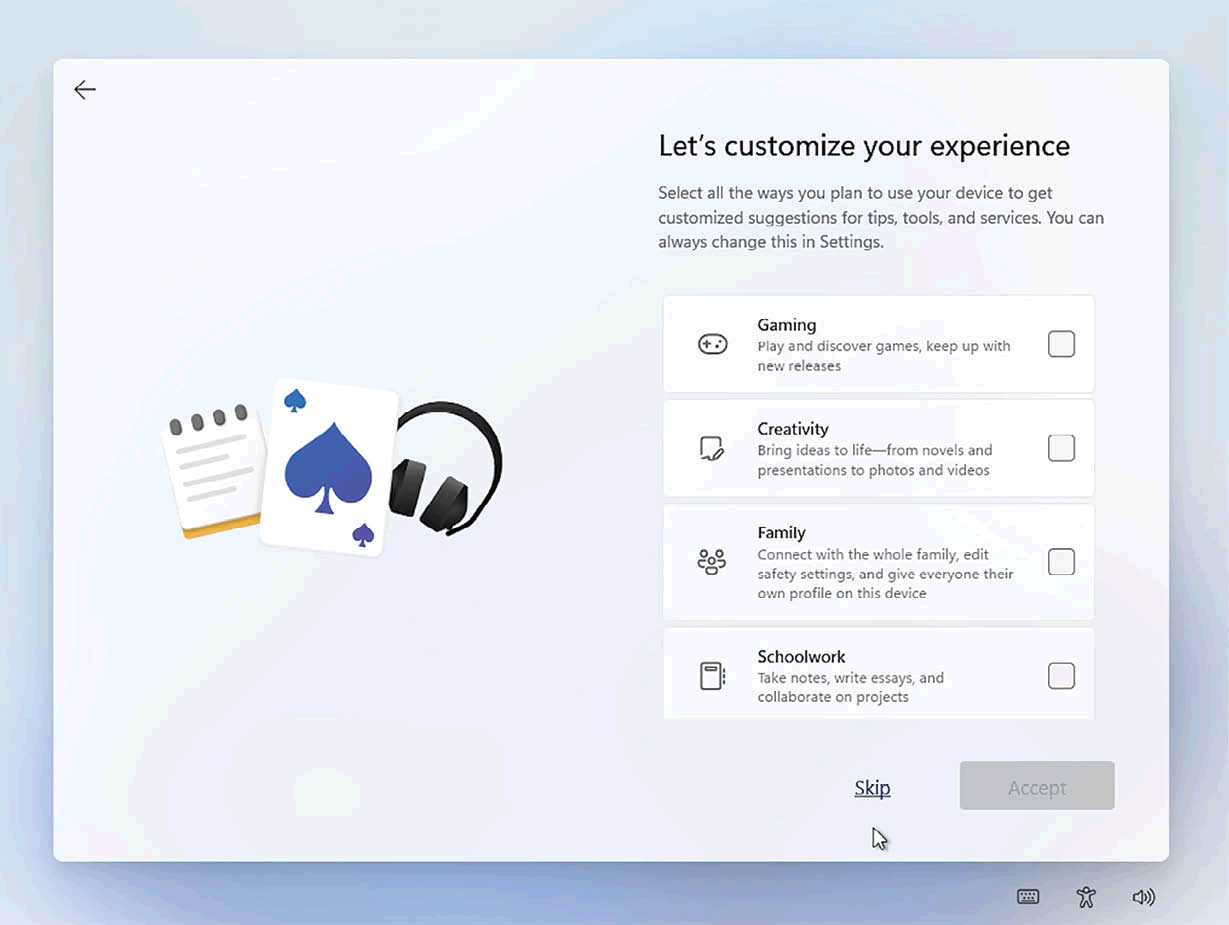 Let's customize your experience
Select all the ways you plan to use your device to get
customized suggestions for tips, tools, and services. You can
always change this in Settings.
Gaming
Play and discover games, keep up with
new releases
Creativity
Bring ideas to life—from novels and
presentations to photos and videos
Family
Connect with the whole family, edit
safety settings, and give everyone their
own profile on this device
Schoolwork
Take notes, write essays, and
collaborate on projects
Skip
Accept